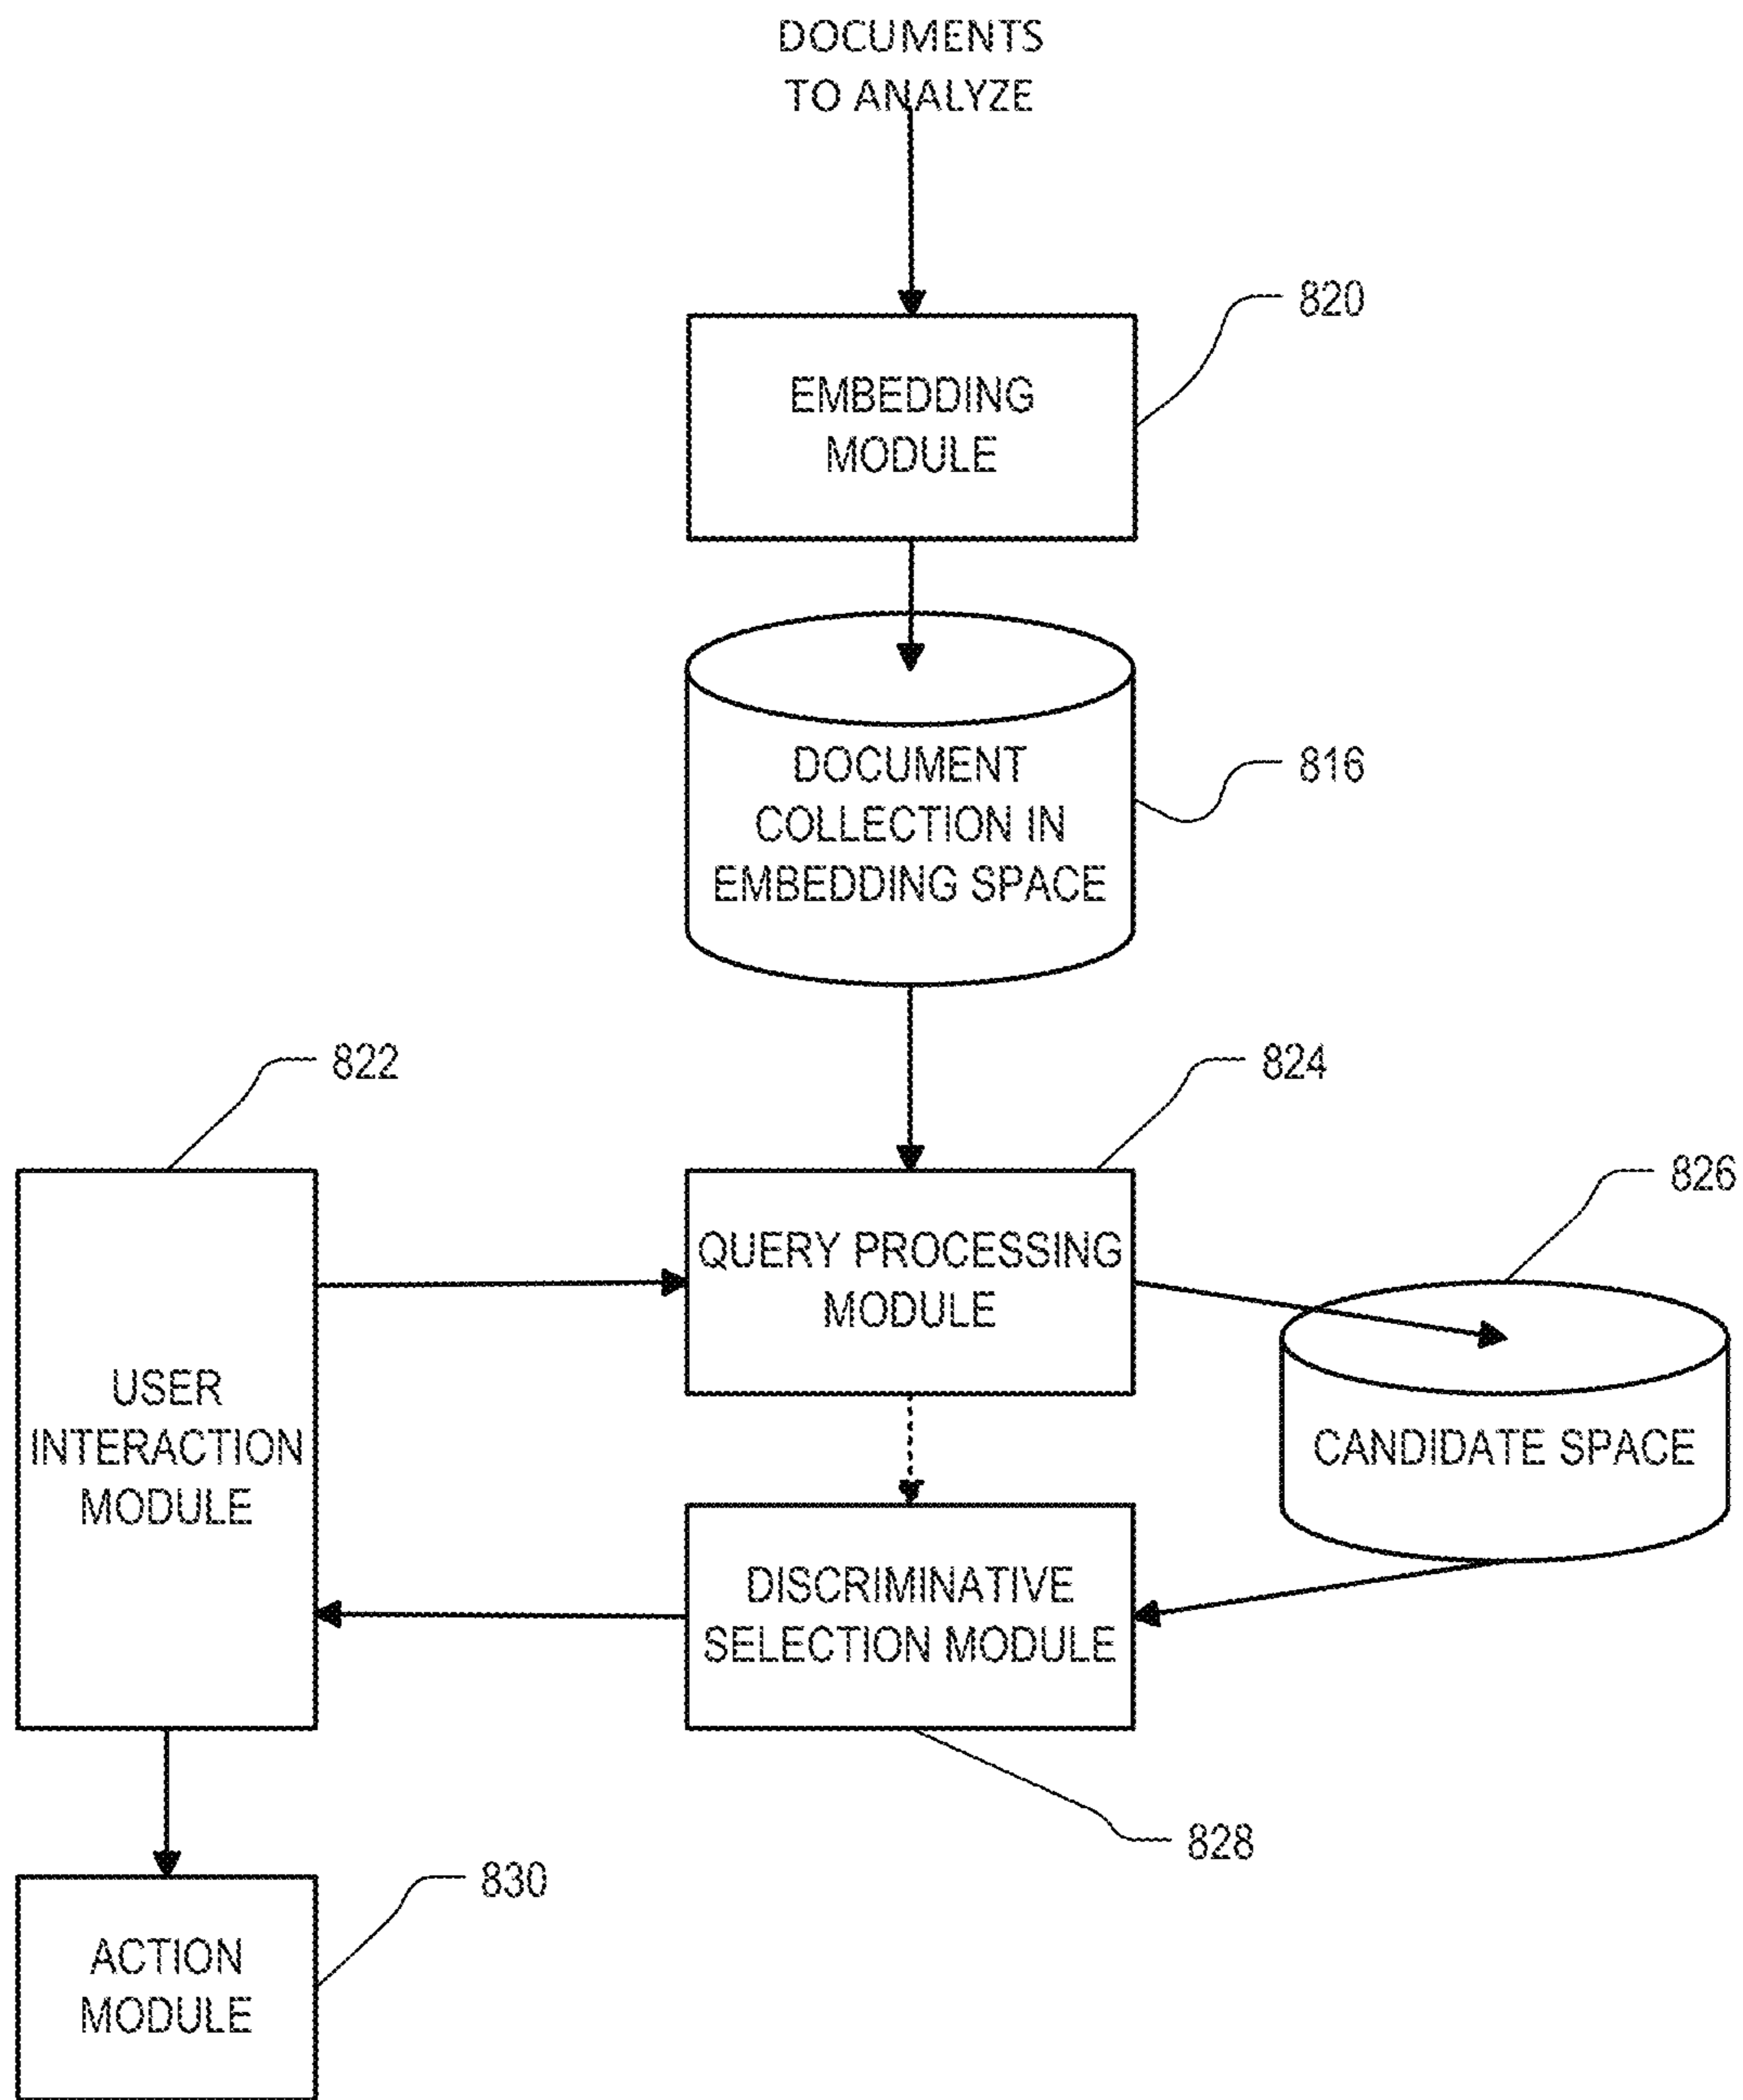 DOCUMENTS
TO ANALYZE
820
EMBEDDING
MODULE
DOCUMENT
COLLECTION IN
EMBEDDING SPACE
816
822
824
826
QUERY PROCESSING
MODULE
USER
INTERACTION
MODULE
CANDIDATE SPACE
DISCRIMINATIVE
SELECTION MODULE
828
830
ACTION
MODULE